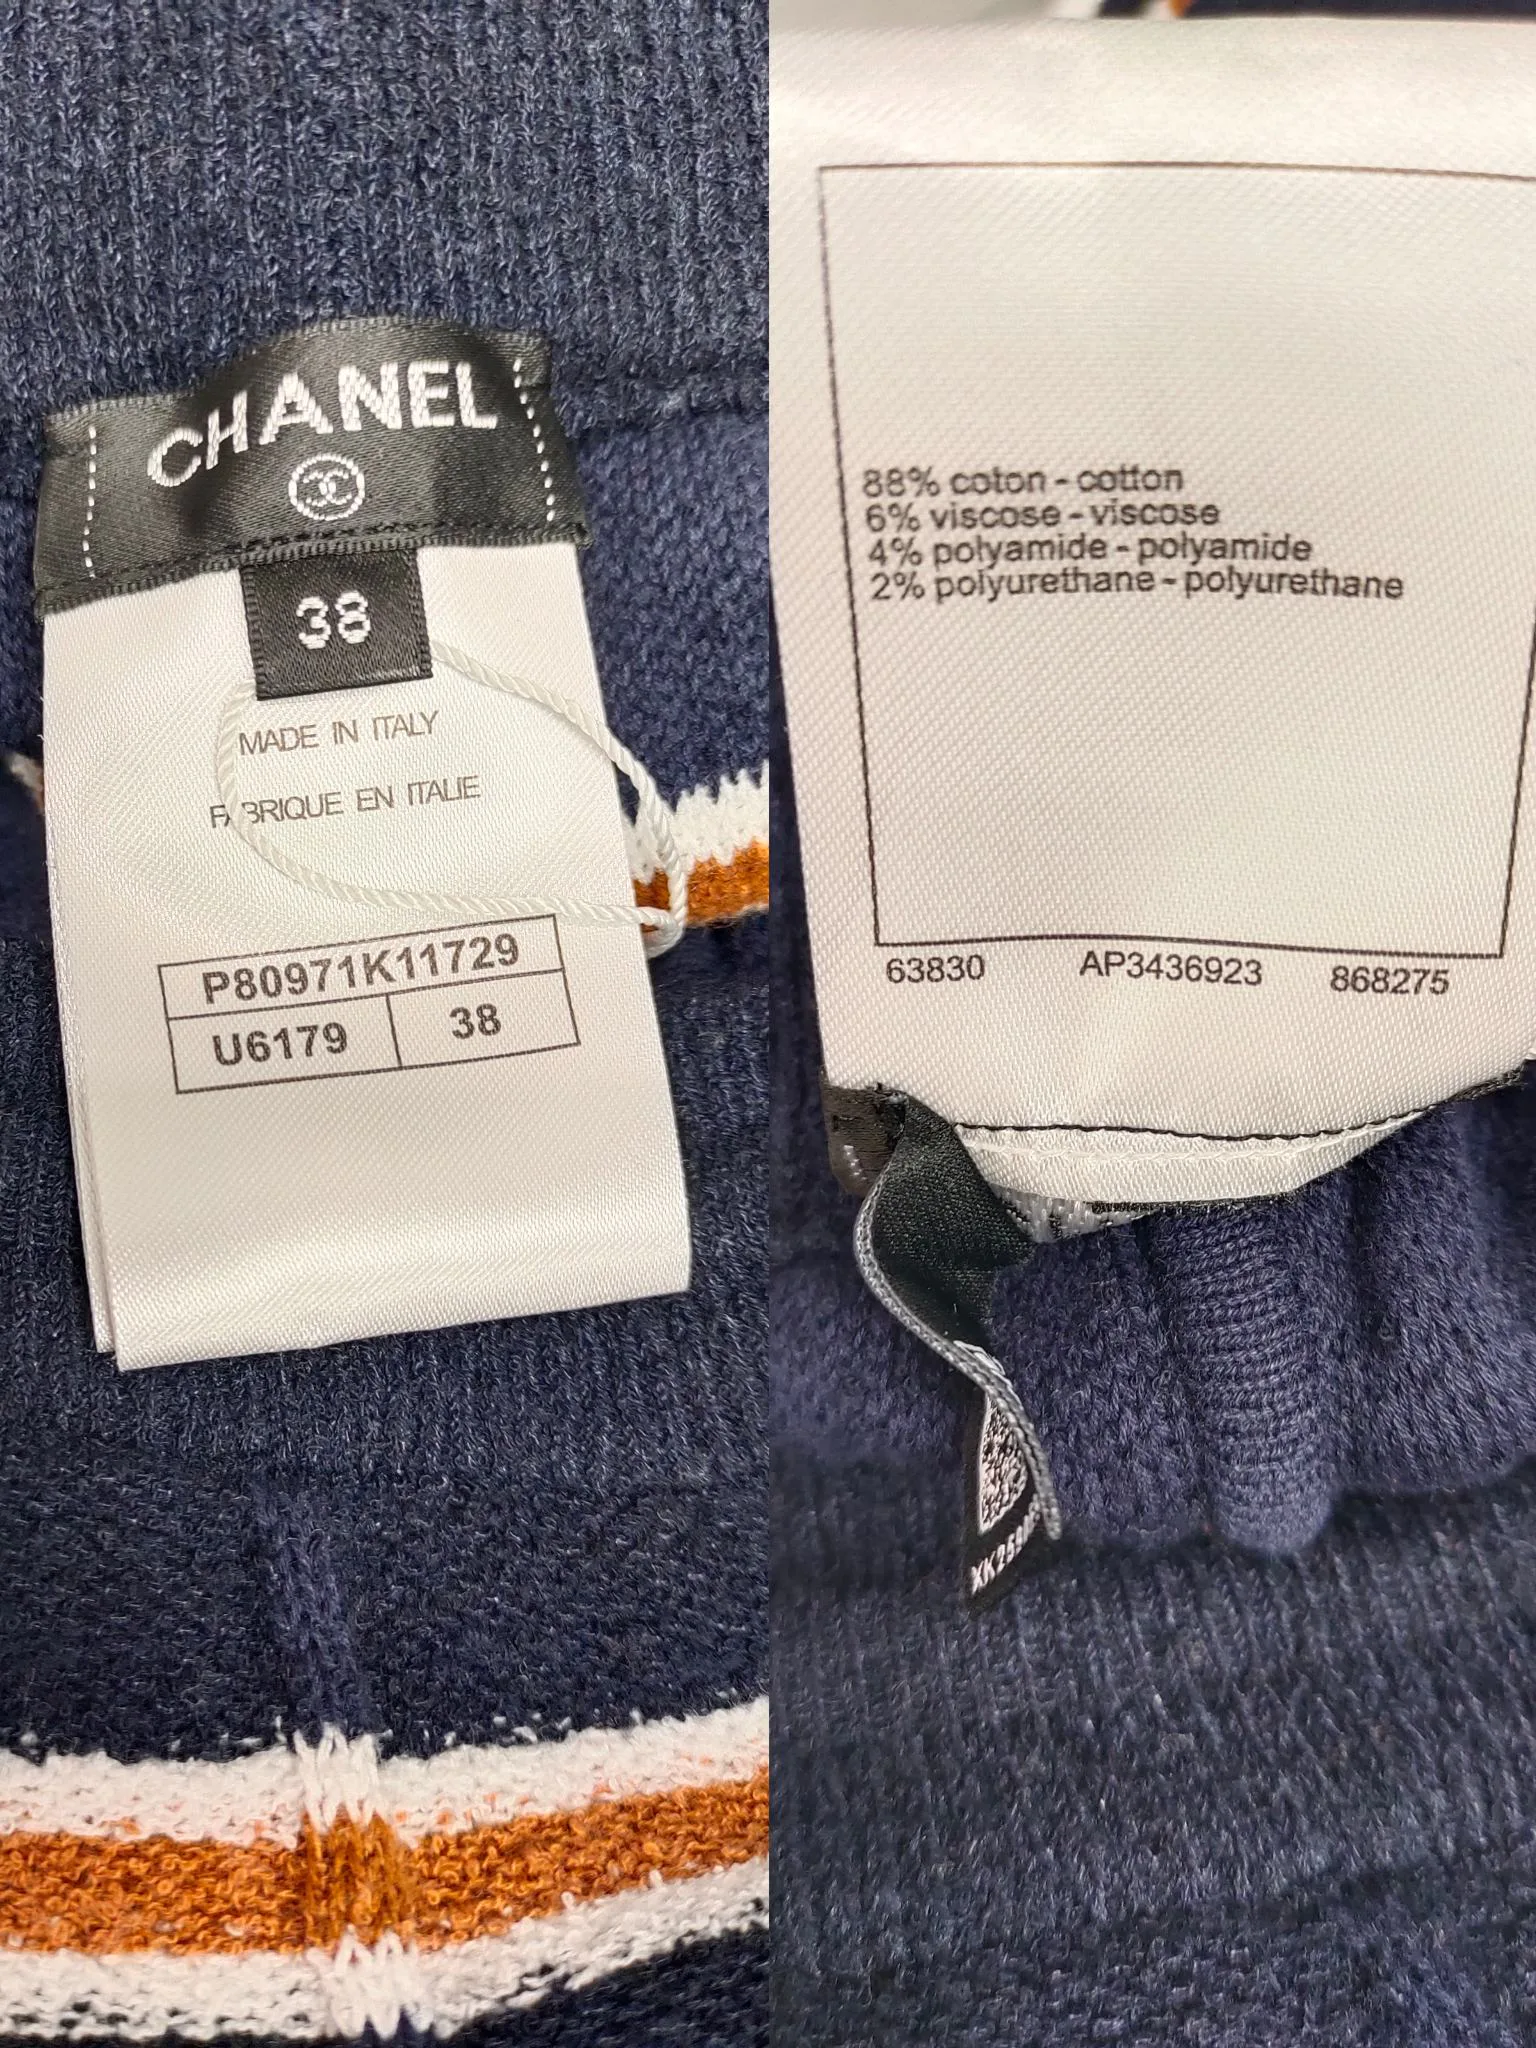 CHANEL
38
MADE IN ITALY
FABRIQUE EN ITALIE
P80971K11729
U6179 38
88% coton - cotton
6% viscose - viscose
4% polyamide - polyamide
2% polyurethane - polyurethane
63830 AP3436923 868275